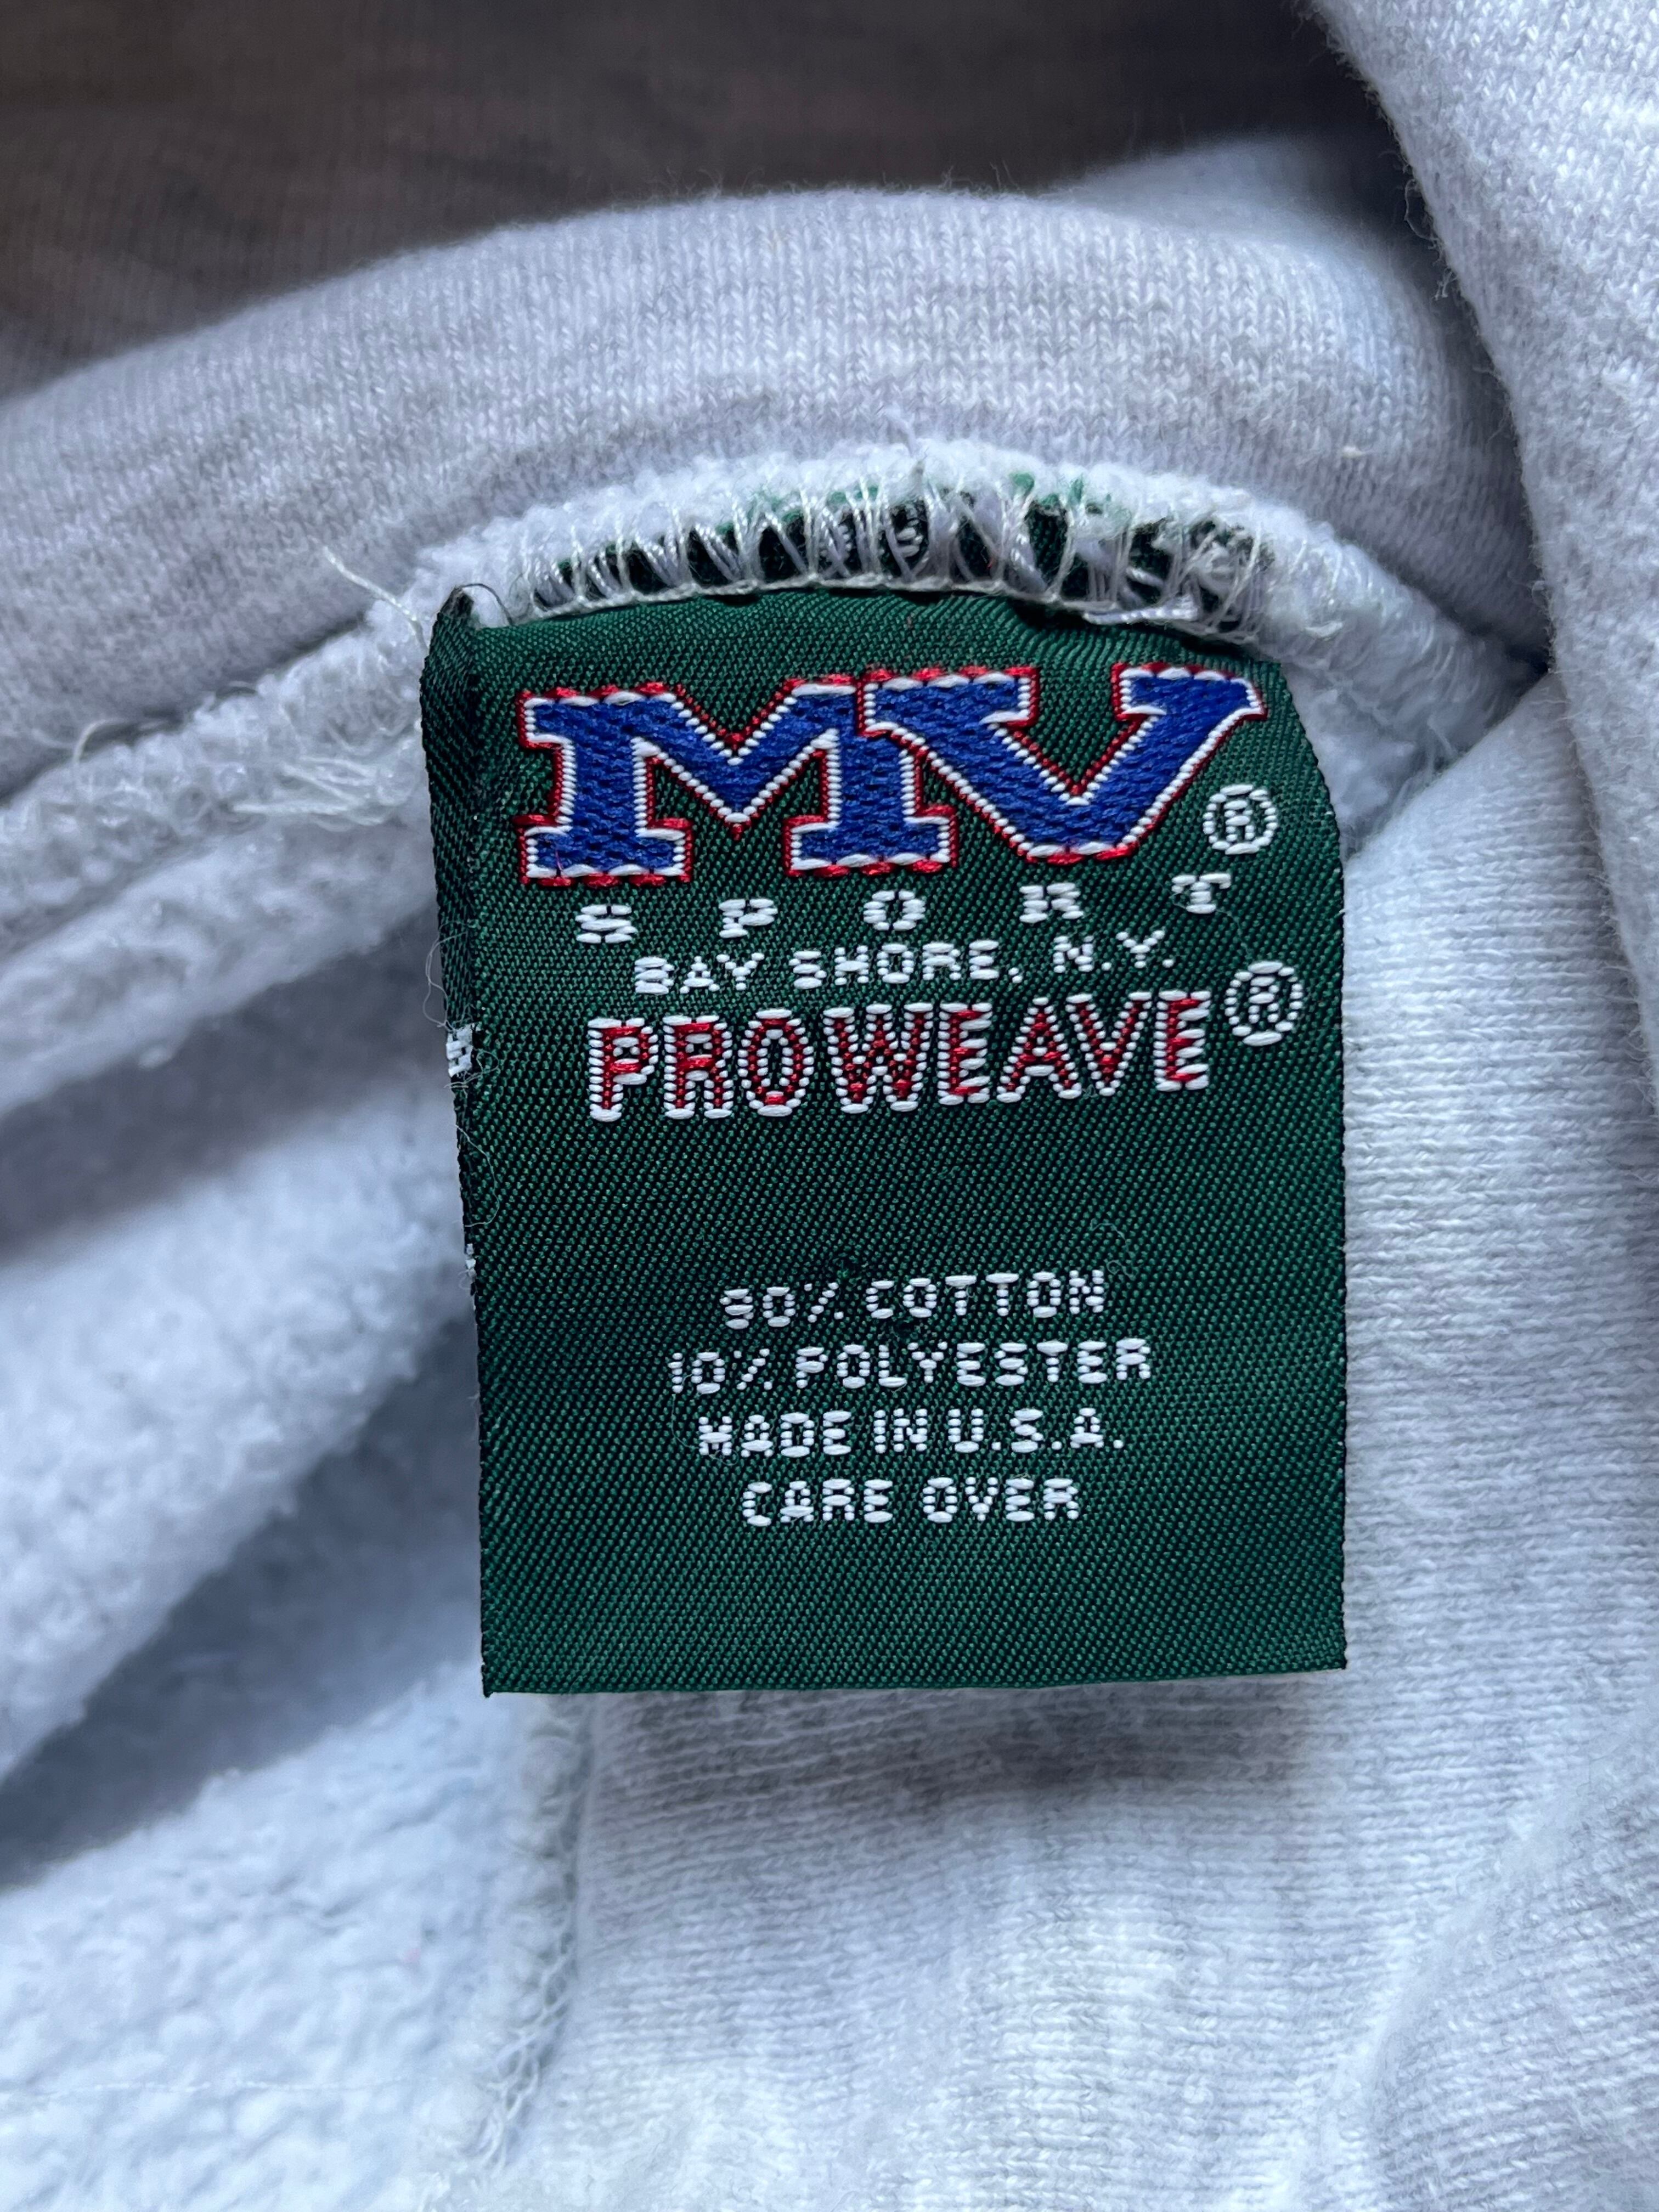 MV®
SPORT
BAY SHORE, N.Y.
PROWEAVE®
90% COTTON
10% POLYESTER
MADE IN U.S.A.
CARE OVER